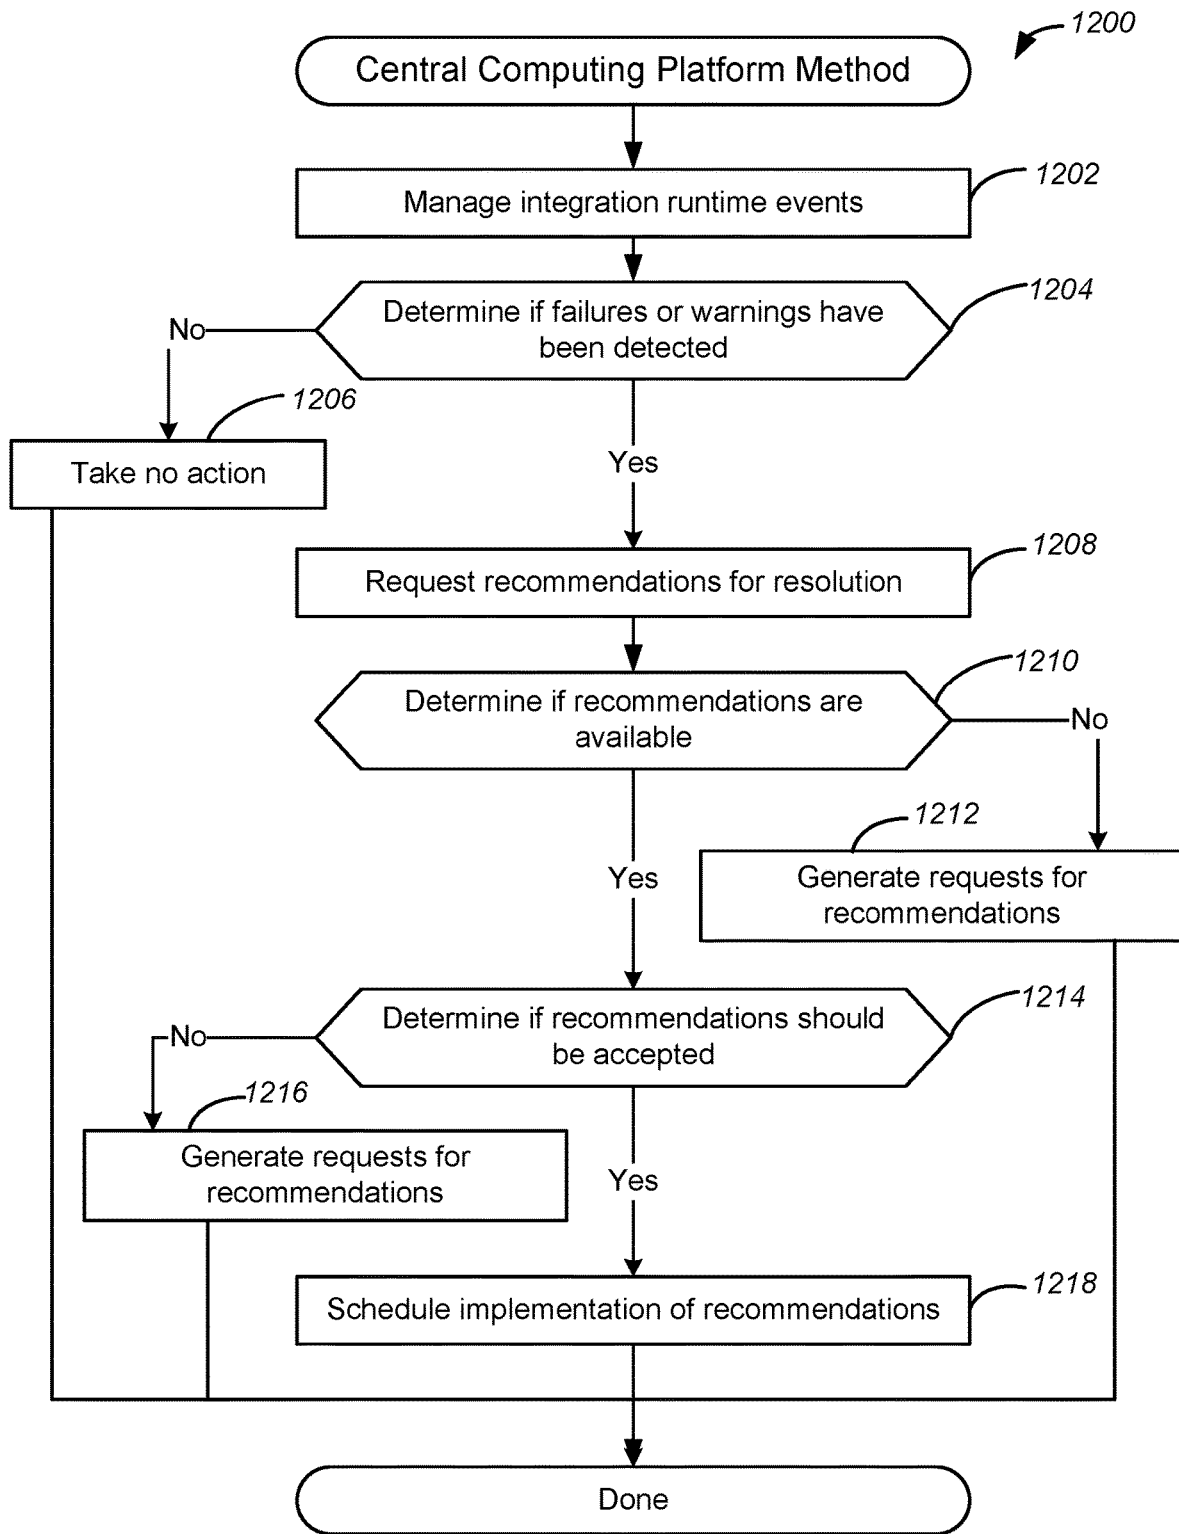 1200
Central Computing Platform Method
1202
Manage integration runtime events
1204
Determine if failures or warnings have
been detected
No
1206
Take no action
Yes
1208
Request recommendations for resolution
1210
Determine if recommendations are
available
No
1212
Generate requests for
recommendations
Yes
1214
Determine if recommendations should
be accepted
No
1216
Generate requests for
recommendations
Yes
1218
Schedule implementation of recommendations
Done